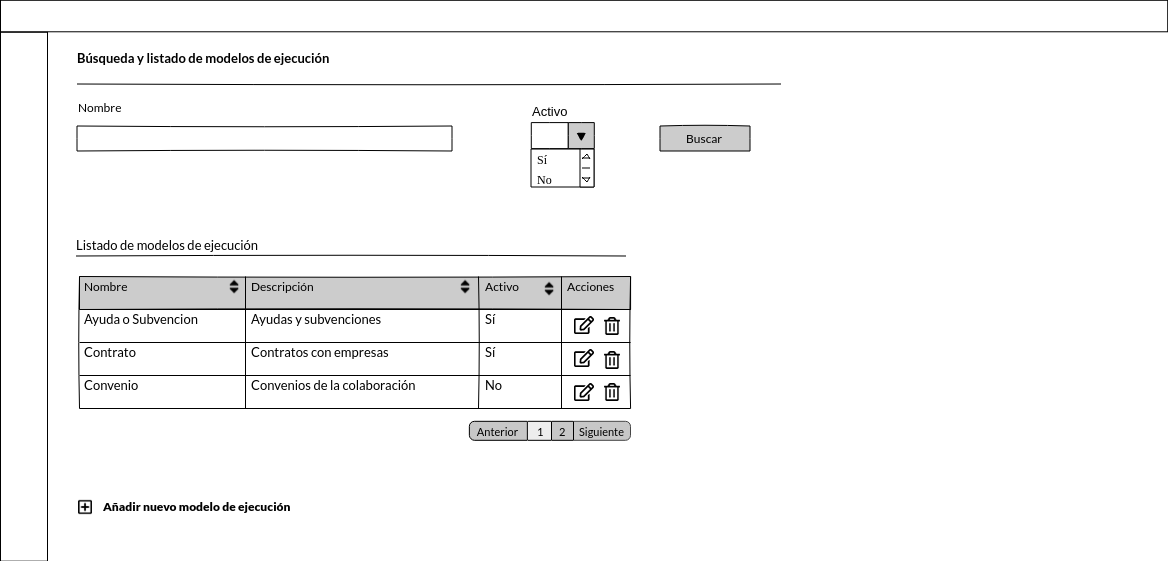 Búsqueda y listado de modelos de ejecución
Nombre
Activo
Buscar
Sí
No
Listado de modelos de ejecución
Nombre Descripción Activo Acciones
Ayuda o Subvencion Ayudas y subvenciones Sí
Contrato Contratos con empresas Sí
Convenio Convenios de la colaboración No
Anterior 1 2 Siguiente
Añadir nuevo modelo de ejecución